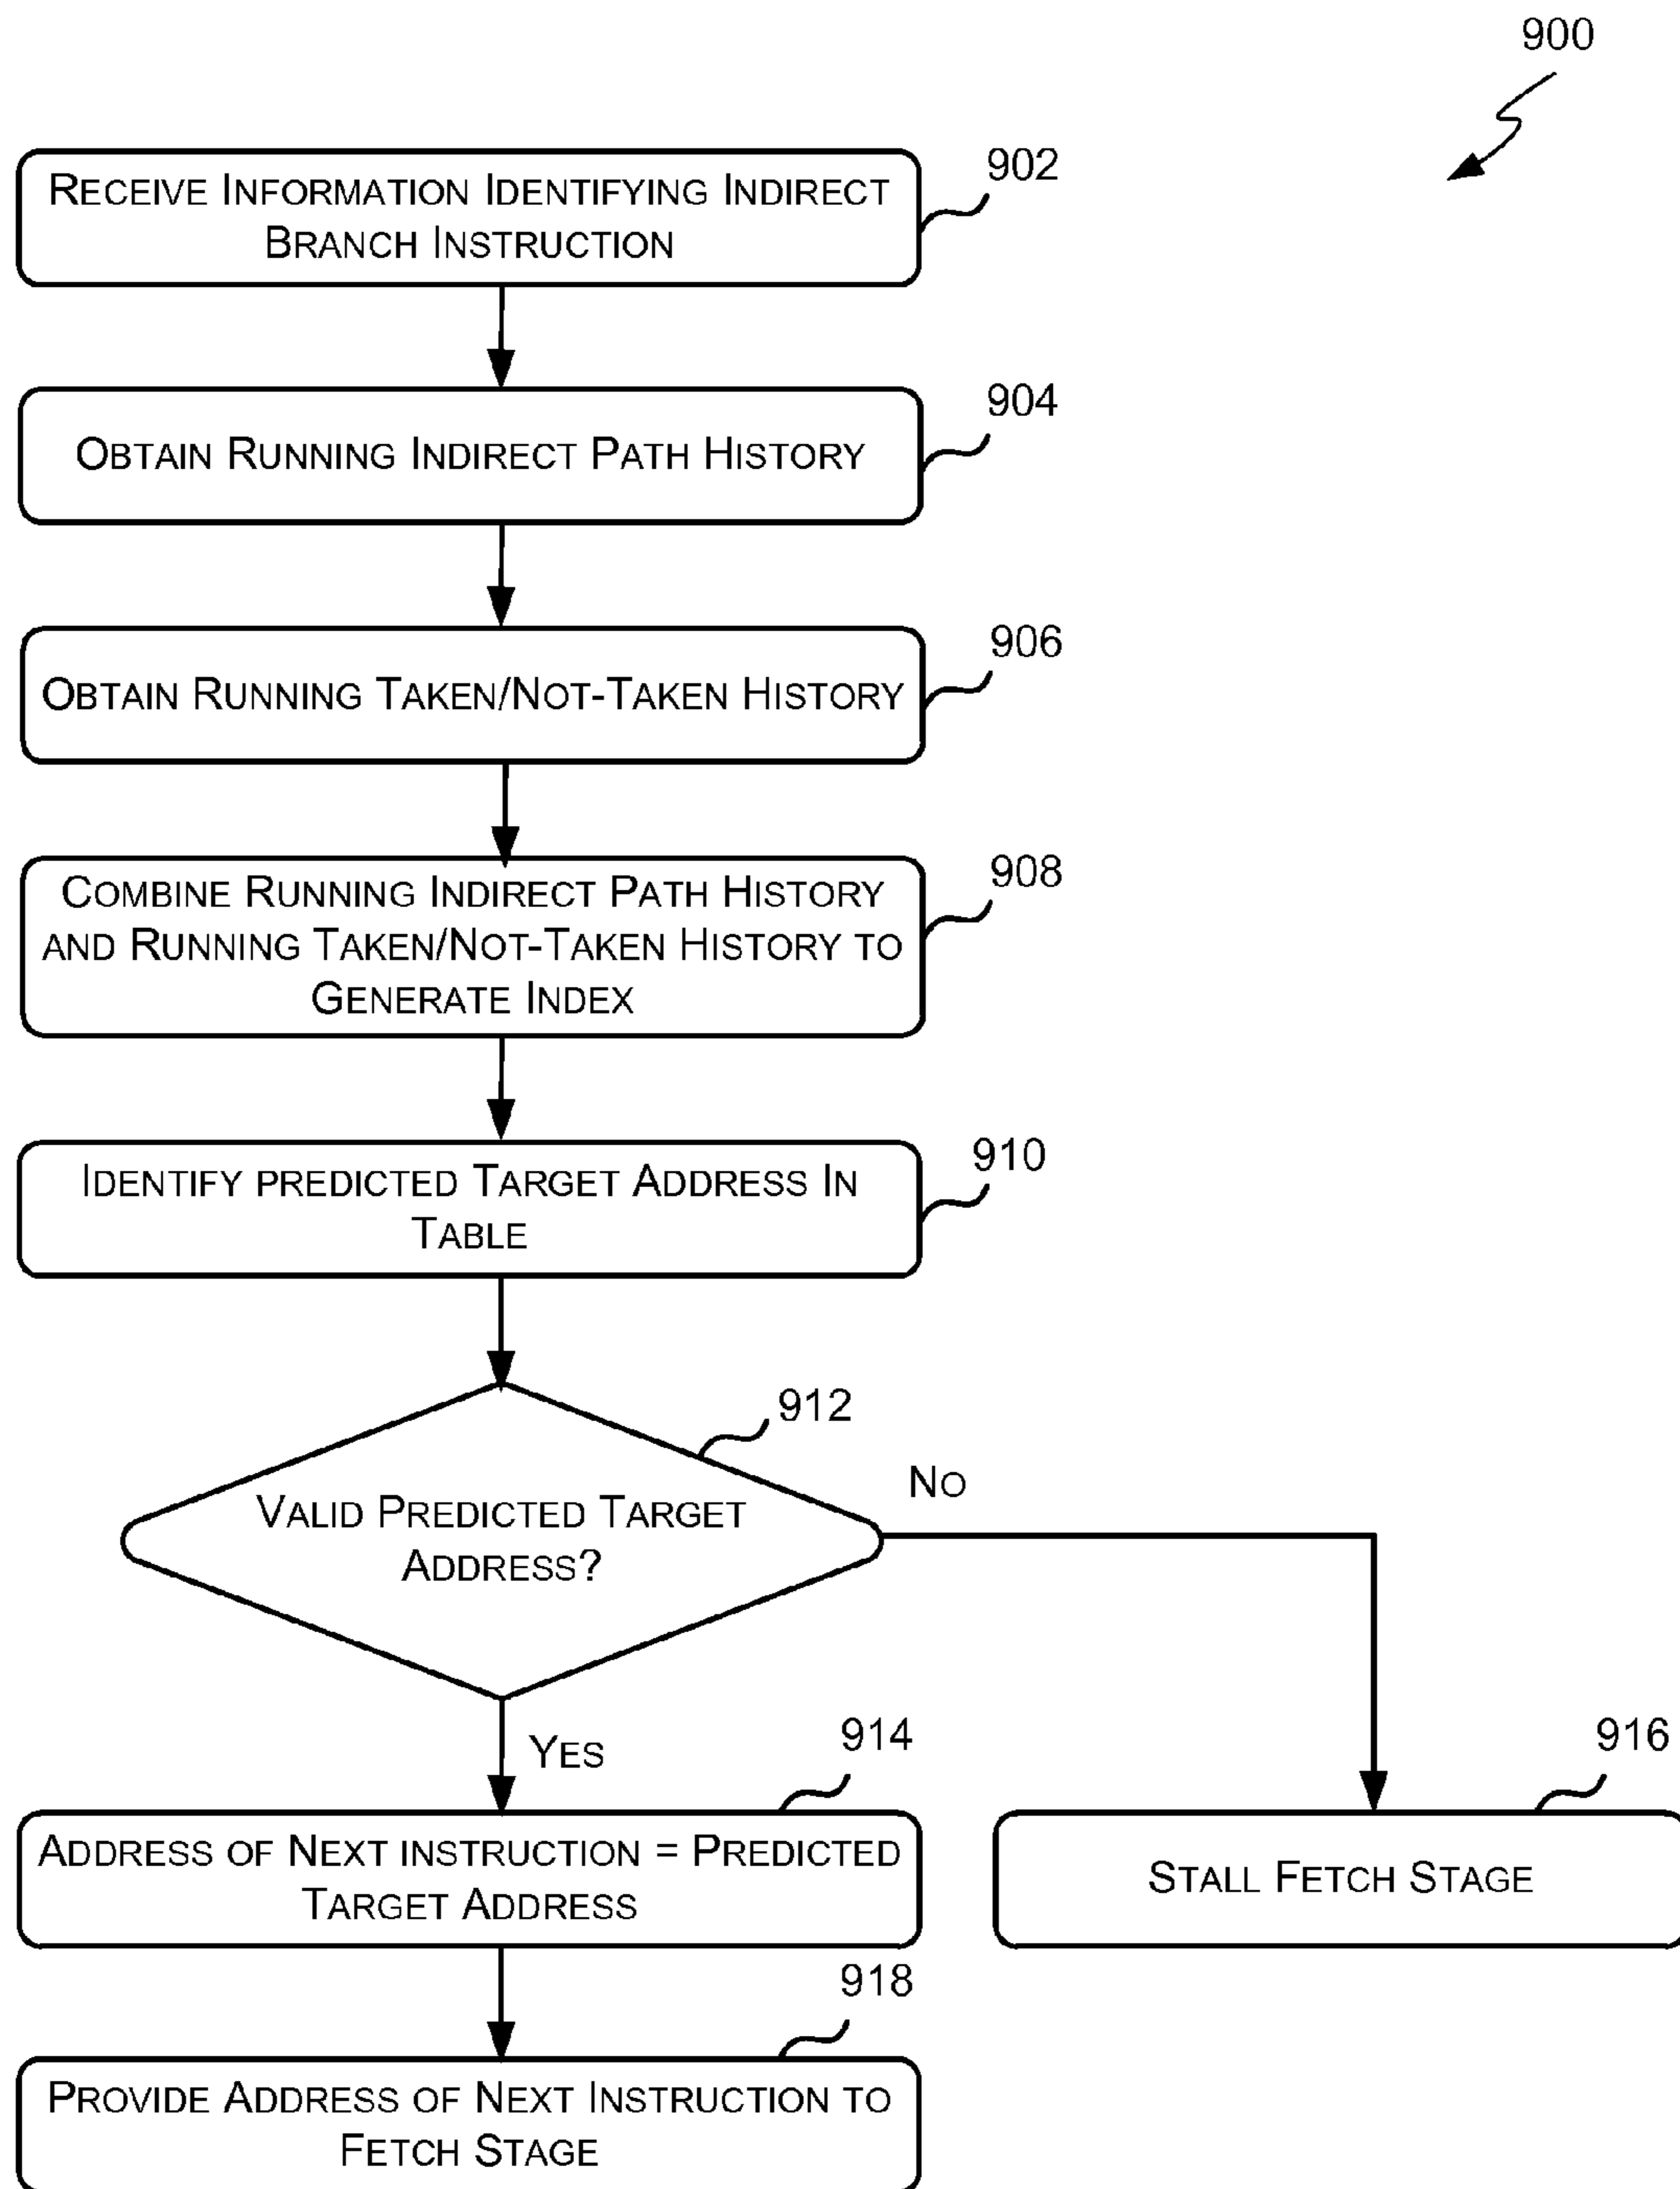 900
RECEIVE INFORMATION IDENTIFYING INDIRECT
BRANCH INSTRUCTION
902
OBTAIN RUNNING INDIRECT PATH HISTORY
904
OBTAIN RUNNING TAKEN/NOT-TAKEN HISTORY
906
COMBINE RUNNING INDIRECT PATH HISTORY
AND RUNNING TAKEN/NOT-TAKEN HISTORY TO
GENERATE INDEX
908
IDENTIFY PREDICTED TARGET ADDRESS IN
TABLE
910
VALID PREDICTED TARGET
ADDRESS?
912
NO
YES
ADDRESS OF NEXT INSTRUCTION = PREDICTED
TARGET ADDRESS
914
STALL FETCH STAGE
916
PROVIDE ADDRESS OF NEXT INSTRUCTION TO
FETCH STAGE
918